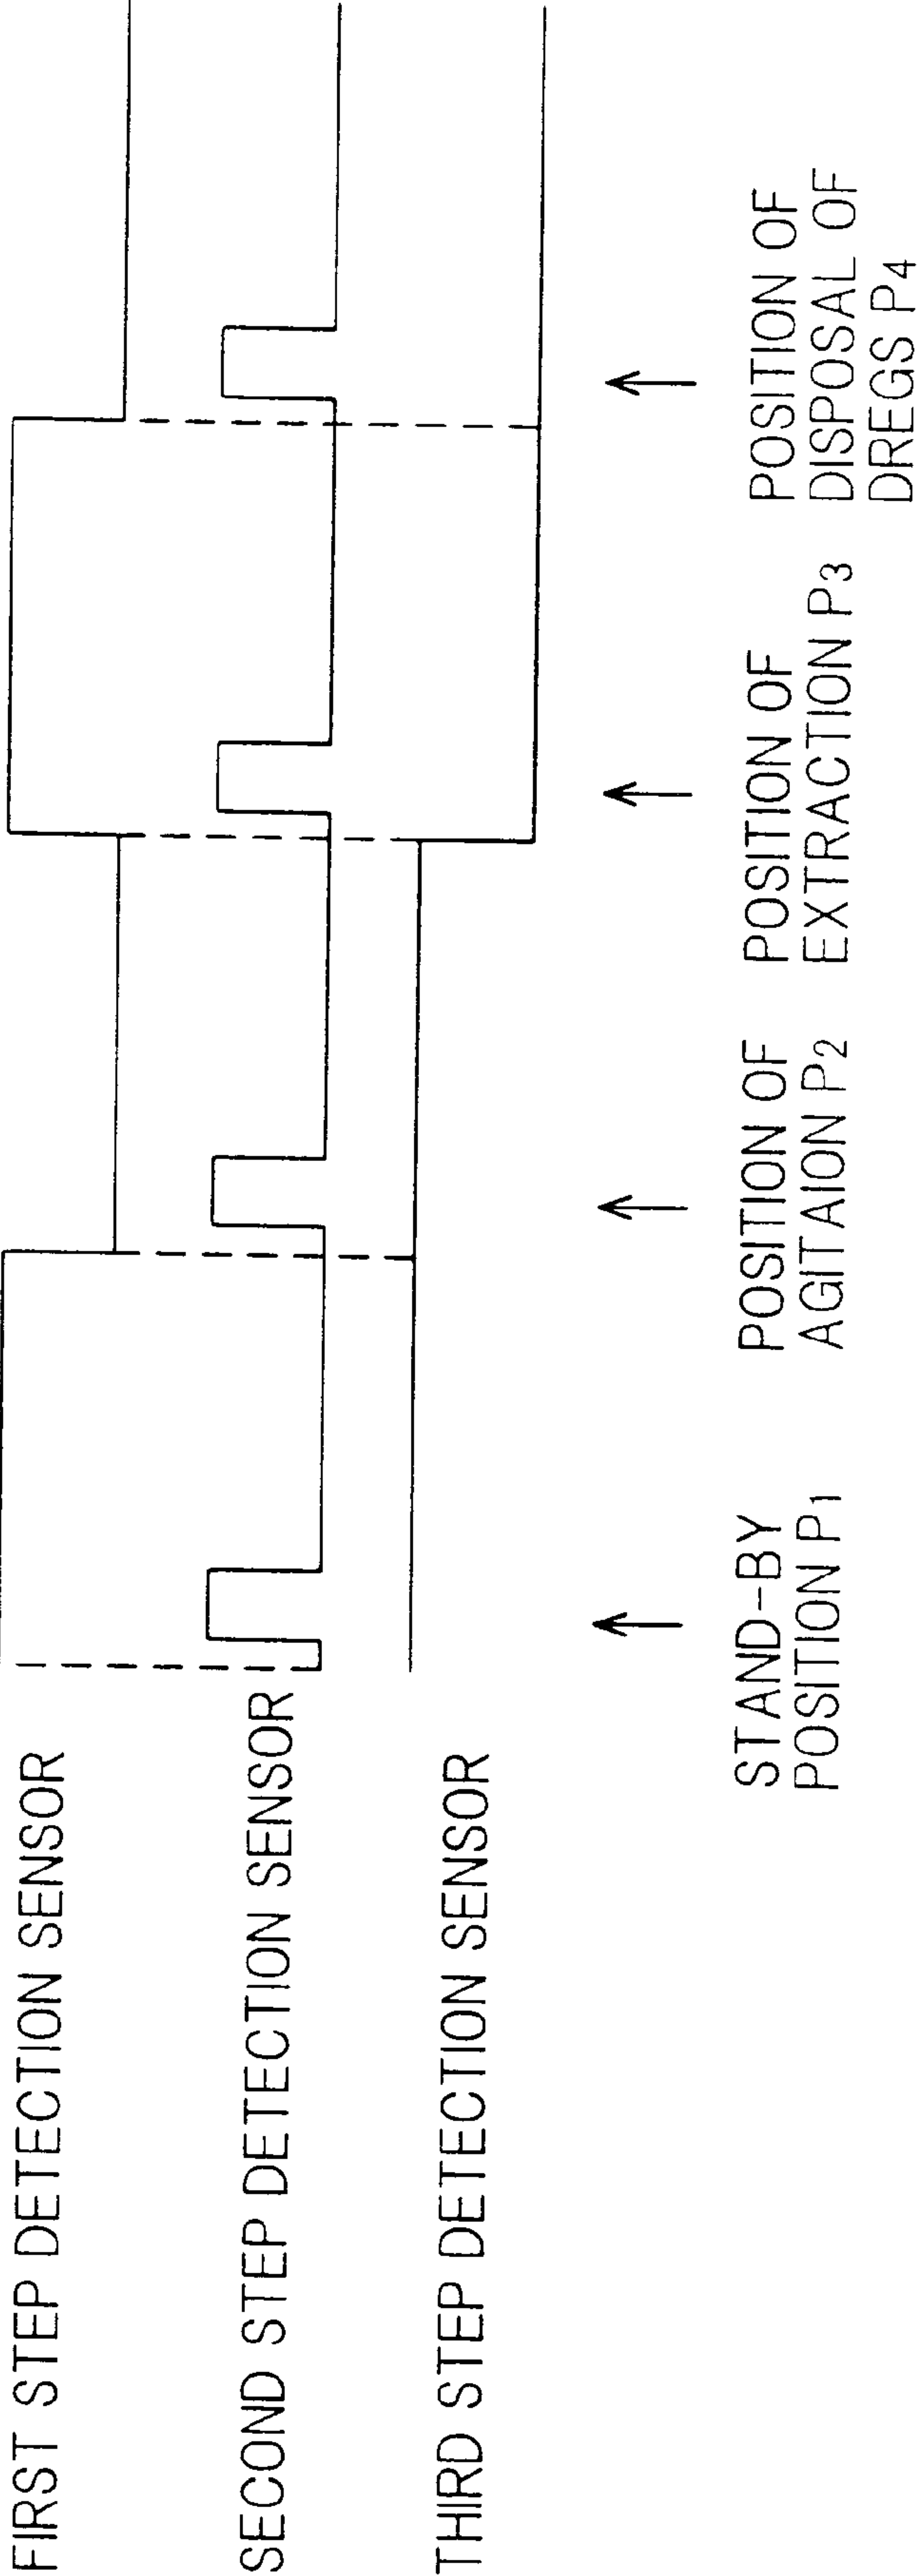 FIRST STEP DETECTION SENSOR
SECOND STEP DETECTION SENSOR
THIRD STEP DETECTION SENSOR
STAND-BY
POSITION P1
POSITION OF
AGITAION P2
POSITION OF
EXTRACTION P3
POSITION OF
DISPOSAL OF
DREGS P4